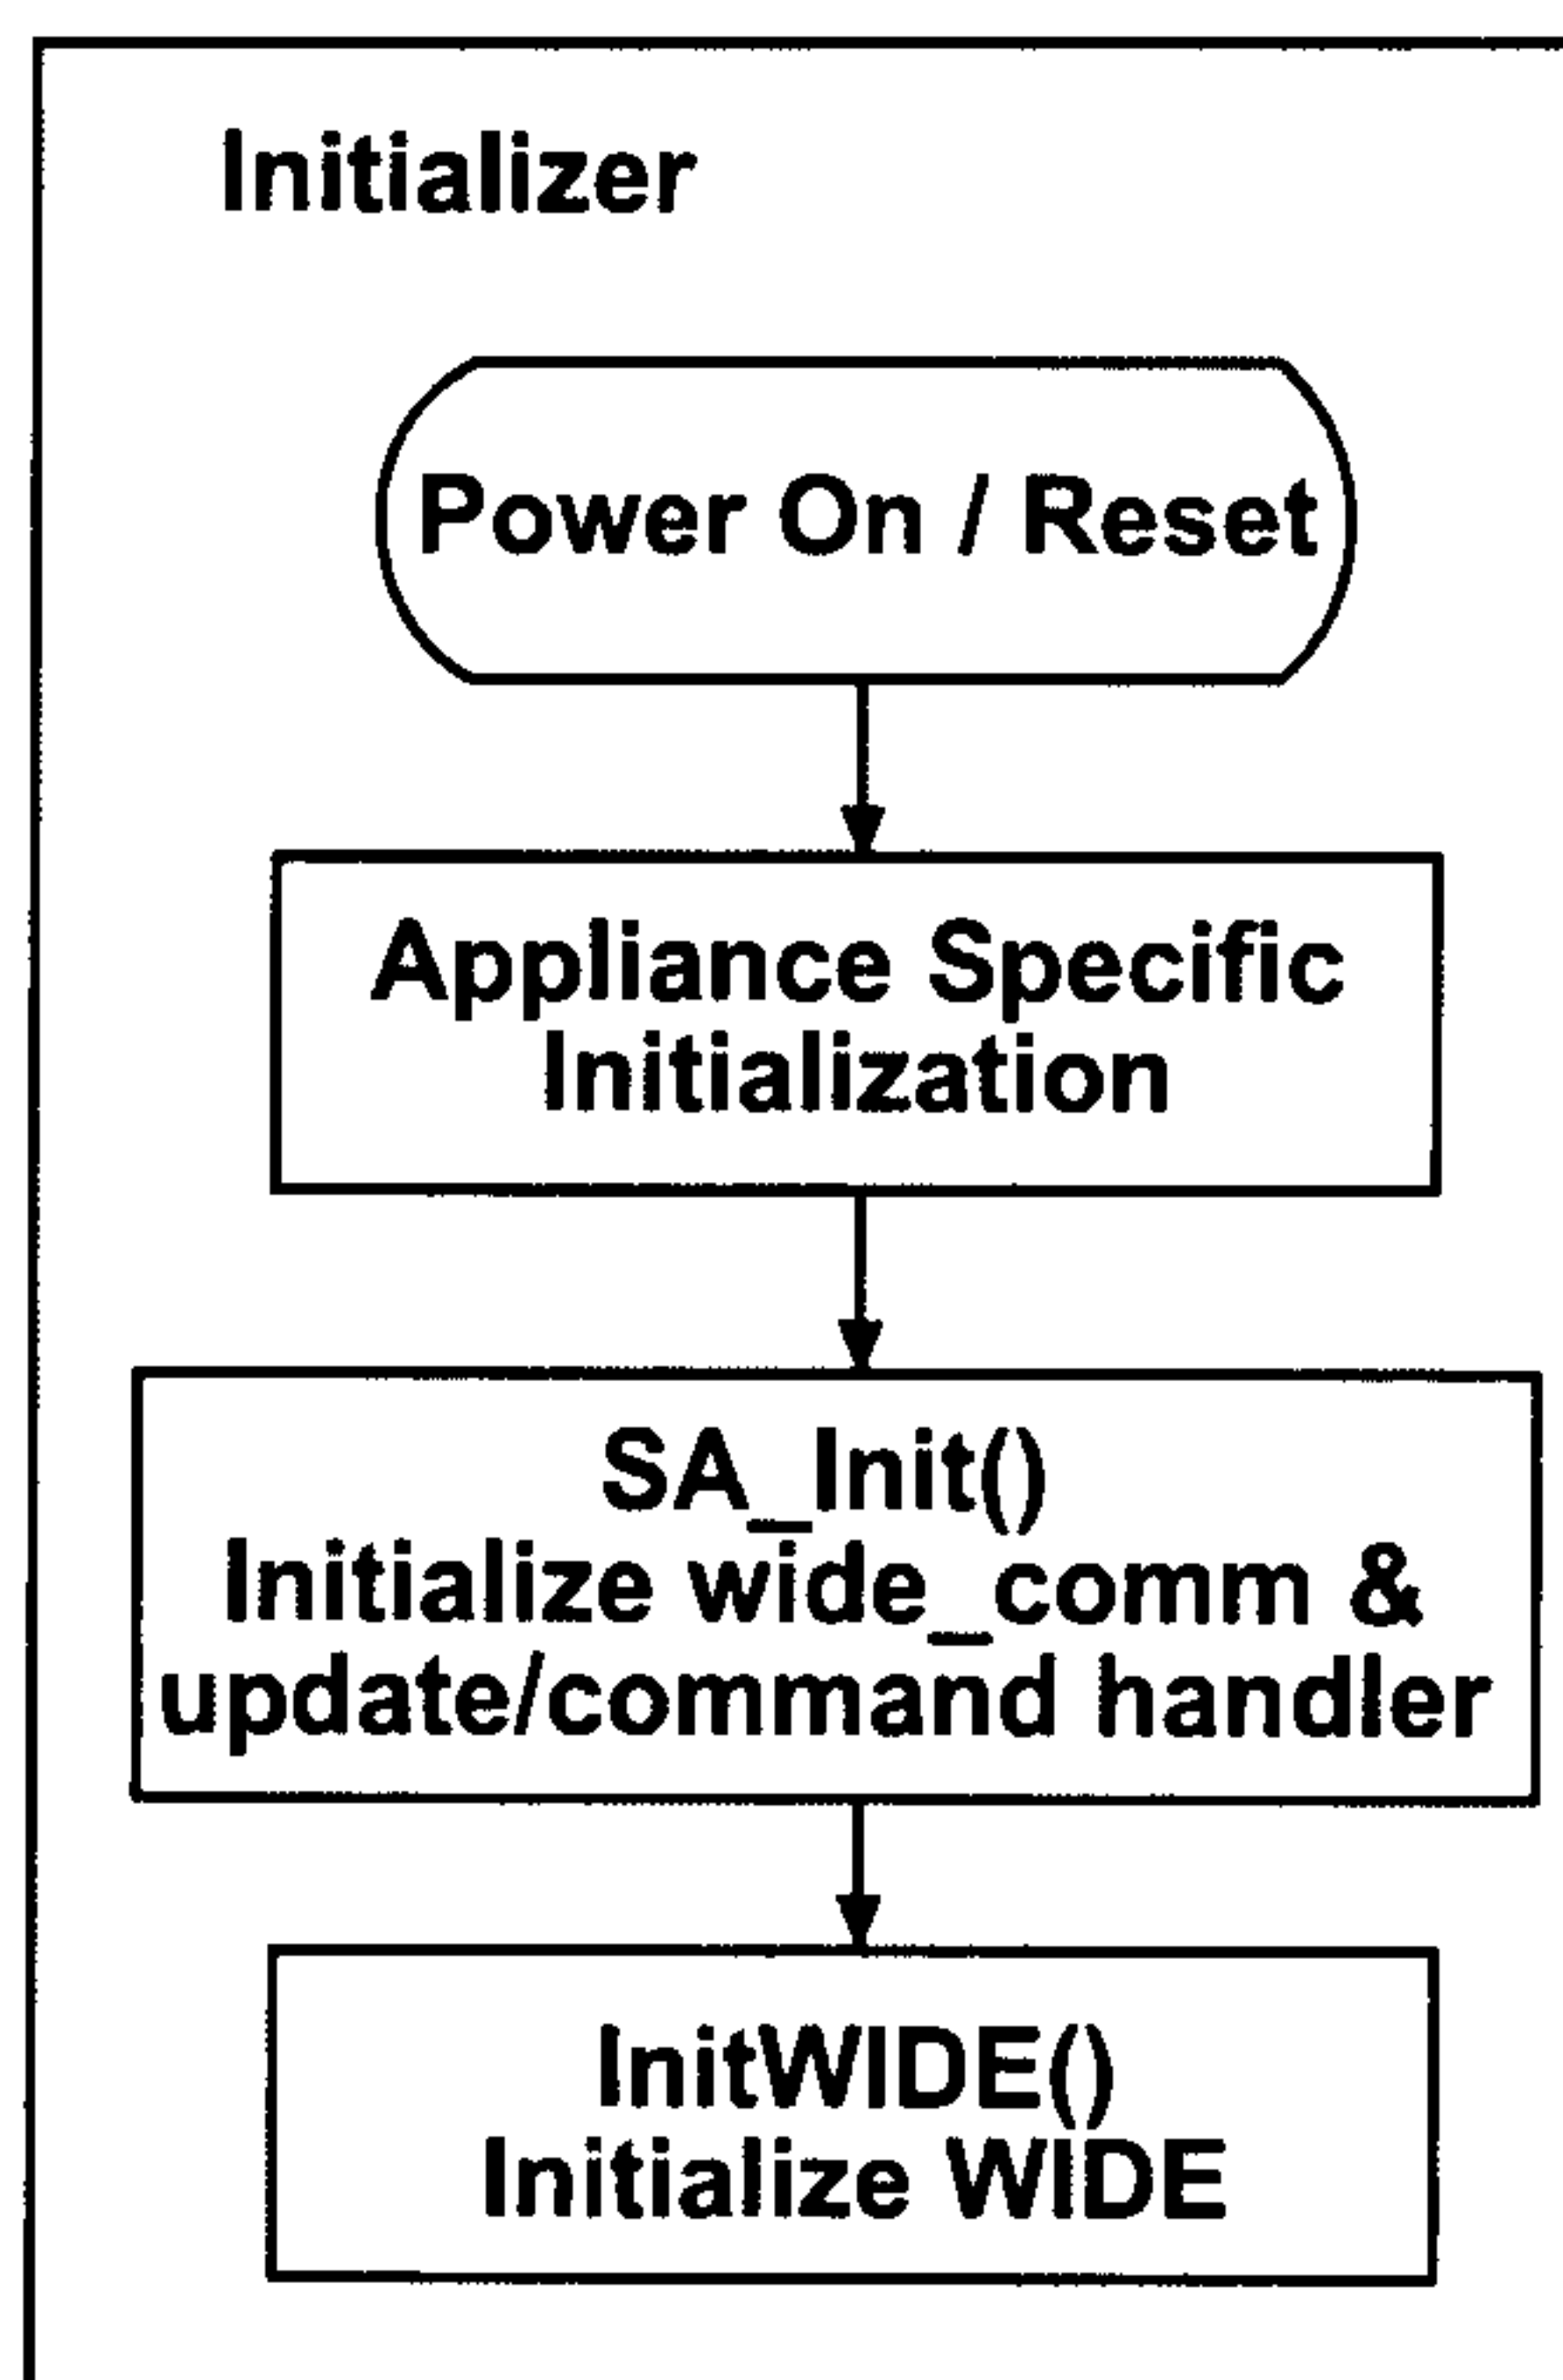 Initializer
Power On / Reset
Appliance Specific
Initialization
SA_Init()
Initialize wide_comm &
update/command handler
InitWIDE()
Initialize WIDE